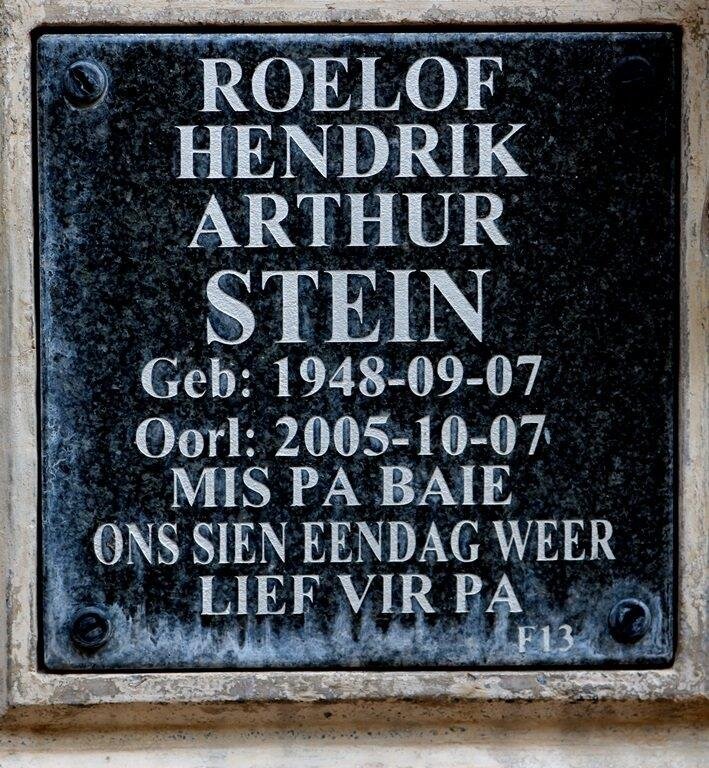 ROELOF
HENDRIK
ARTHUR
STEIN
Geb: 1948-09-07
Oorl: 2005-10-07
MIS PA BAIE
ONS SIEN EENDAG WEER
LIEF VIR PA
F13